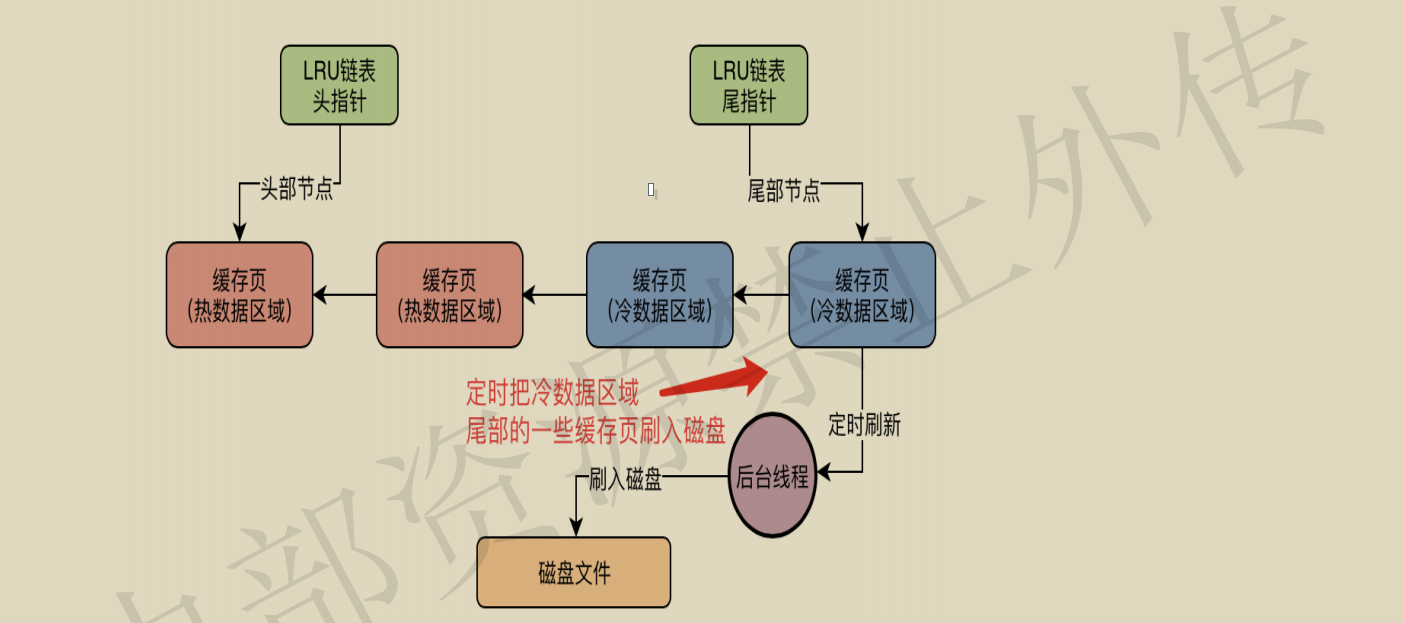 LRU链表
头指针
LRU链表
尾指针
头部节点
尾部节点
缓存页
(热数据区域)
缓存页
(热数据区域)
缓存页
(冷数据区域)
缓存页
(冷数据区域)
定时把冷数据区域
尾部的一些缓存页刷入磁盘
定时刷新
后台线程
刷入磁盘
磁盘文件
内部资源禁止外传